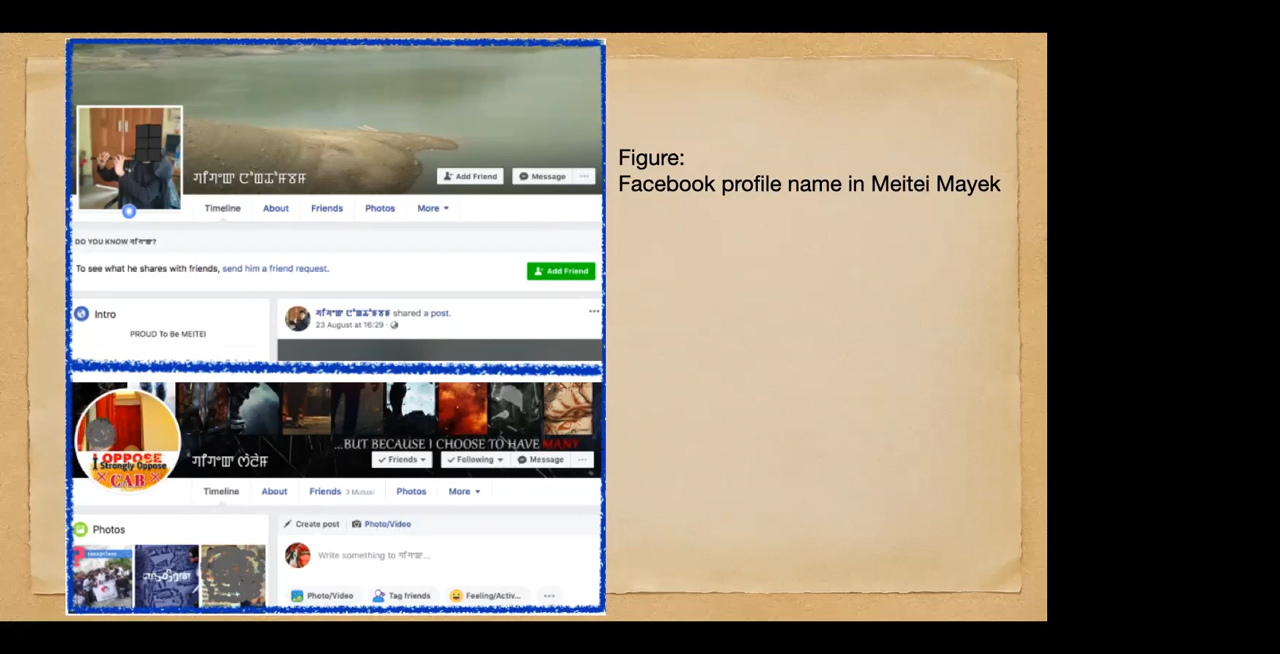 Figure:
Facebook profile name in Meitei Mayek
Add Friend
Message
Timeline
About
Friends
Photos
More
DO YOU KNOW
To see what he shares with friends, send him a friend request.
Add Friend
Intro
PROUD To Be MEITEI
shared a post.
23 August at 16:29
...BUT BECAUSE I CHOOSE TO HAVE MANY
I OPPOSE
Strongly Oppose
CAB
Friends
Following
Message
Timeline
About
Friends 3 Mutual
Photos
More
Photos
Create post
Photo/Video
Write something to
Photo/Video
Tag friends
Feeling/Activ...